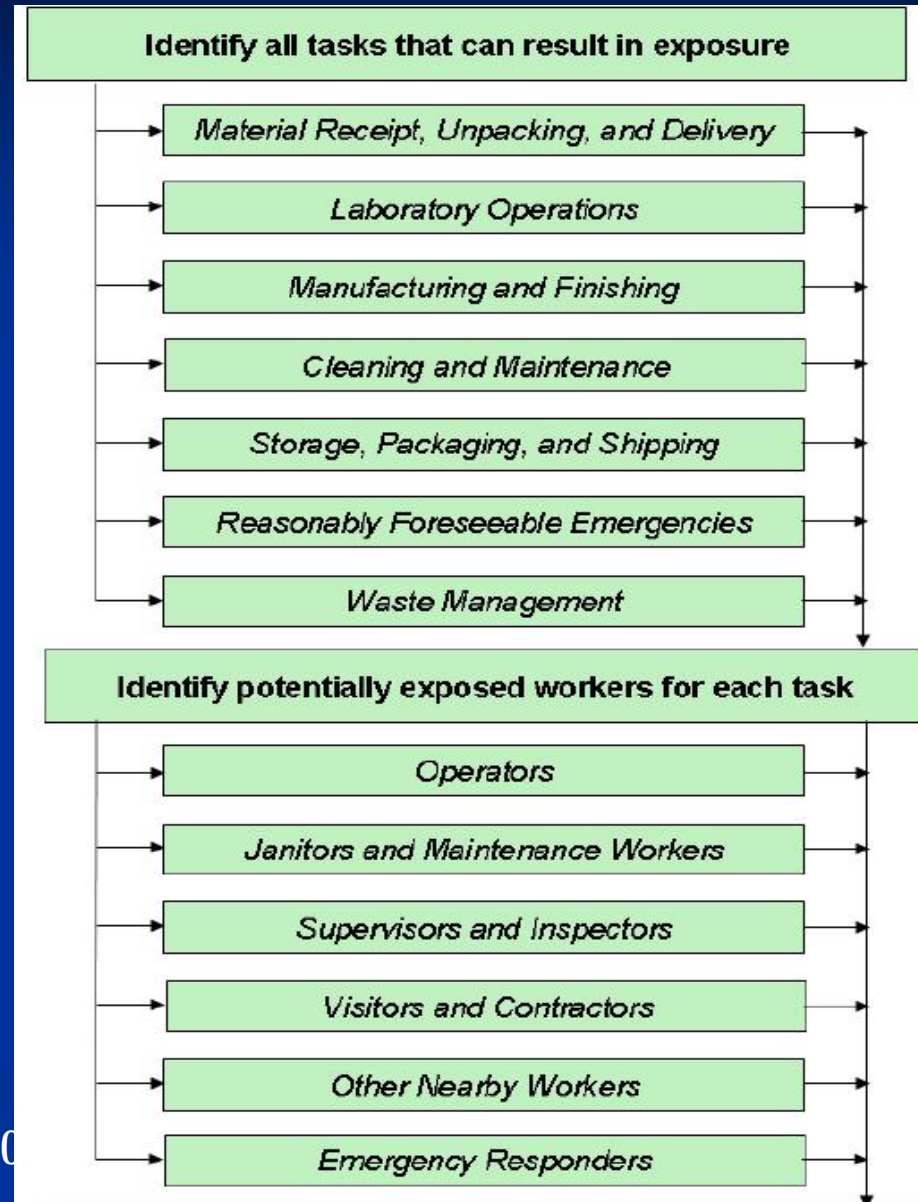 Identify all tasks that can result in exposure
Material Receipt, Unpacking, and Delivery
Laboratory Operations
Manufacturing and Finishing
Cleaning and Maintenance
Storage, Packaging, and Shipping
Reasonably Foreseeable Emergencies
Waste Management
Identify potentially exposed workers for each task
Operators
Janitors and Maintenance Workers
Supervisors and Inspectors
Visitors and Contractors
Other Nearby Workers
Emergency Responders